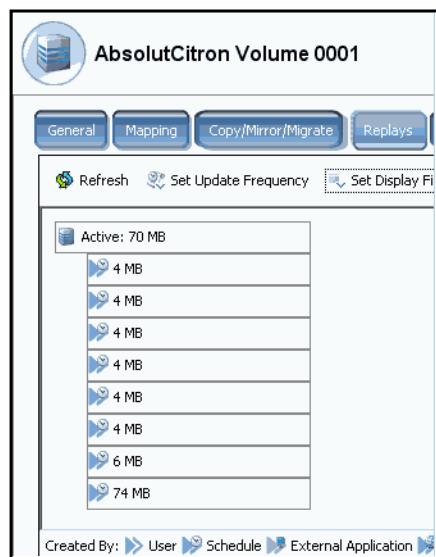 AbsolutCitron Volume 0001
General Mapping Copy/Mirror/Migrate Replays
Refresh Set Update Frequency Set Display Fi
Active: 70 MB
4 MB
4 MB
4 MB
4 MB
4 MB
4 MB
6 MB
74 MB
Created By: User Schedule External Application